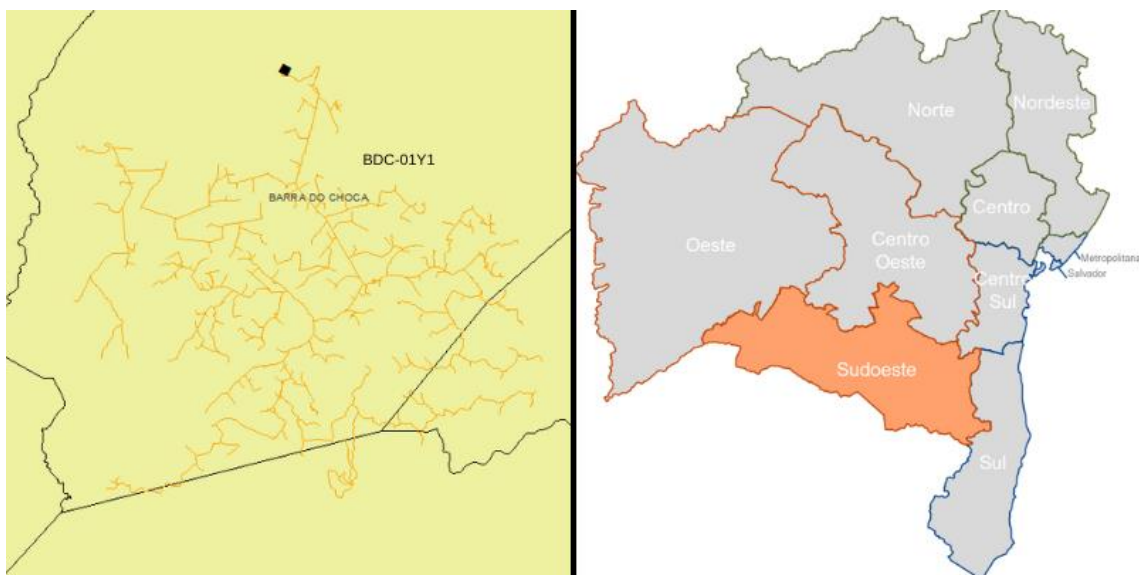 BDC-01Y1
BARRA DO CHOCA
Norte
Nordeste
Centro
Oeste
Centro
Oeste
Metropolitana
Salvador
Centro
Sul
Sudoeste
Sul